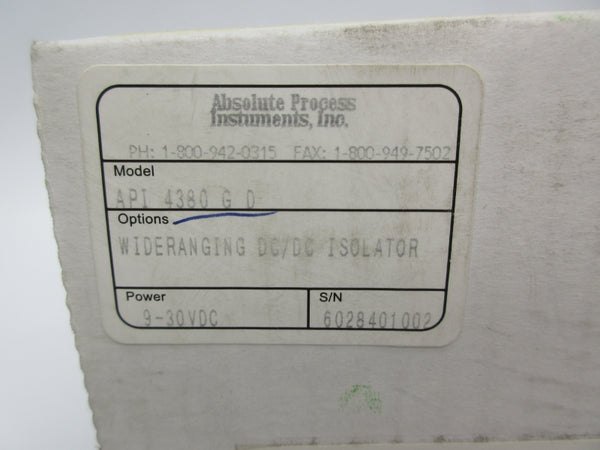 Absolute Process
Instuments, Inc.
PH: 1-800-942-0315 FAX: 1-800-949-7502
Model
API 4380 G D
Options
WIDERANGING DC/DC ISOLATOR
Power
9-30VDC
S/N
6028401002